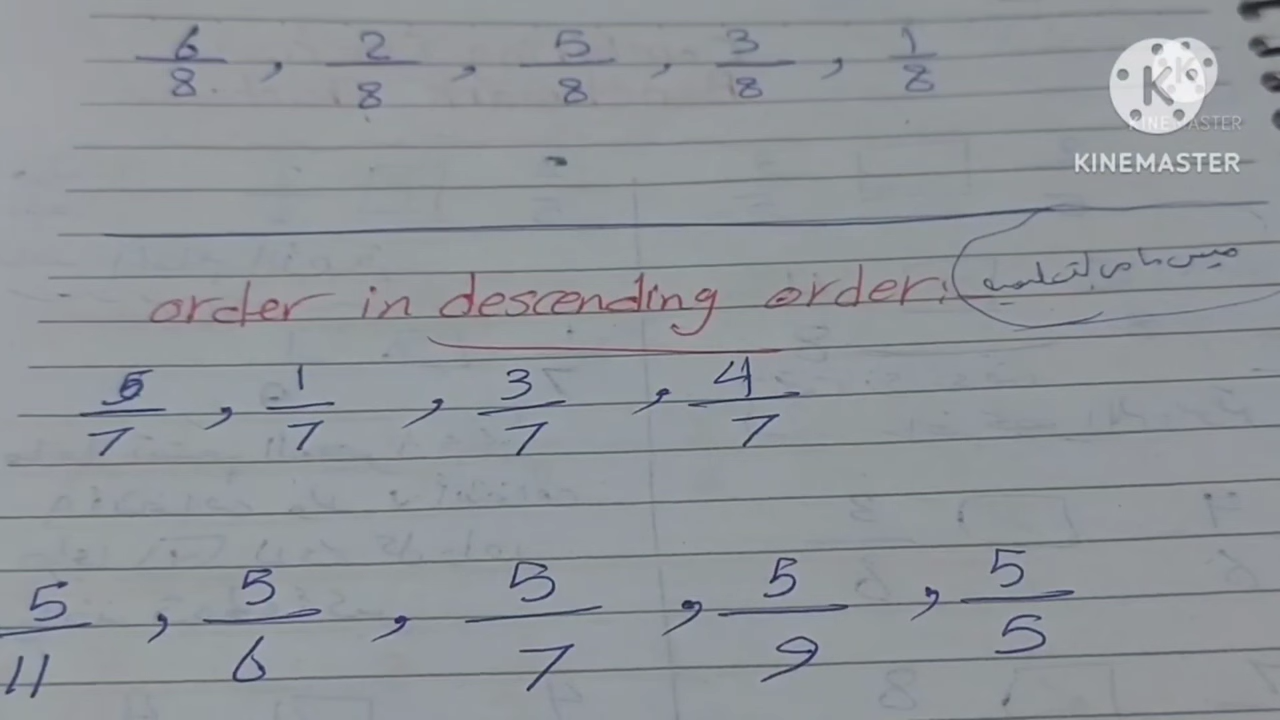 6/8 , 2/8 , 5/8 , 3/8 , 1/8
KINEMASTER
KINEMASTER
order in descending order:
5/7 , 1/7 , 3/7 , 4/7
5/11 , 5/6 , 5/7 , 5/9 , 5/5